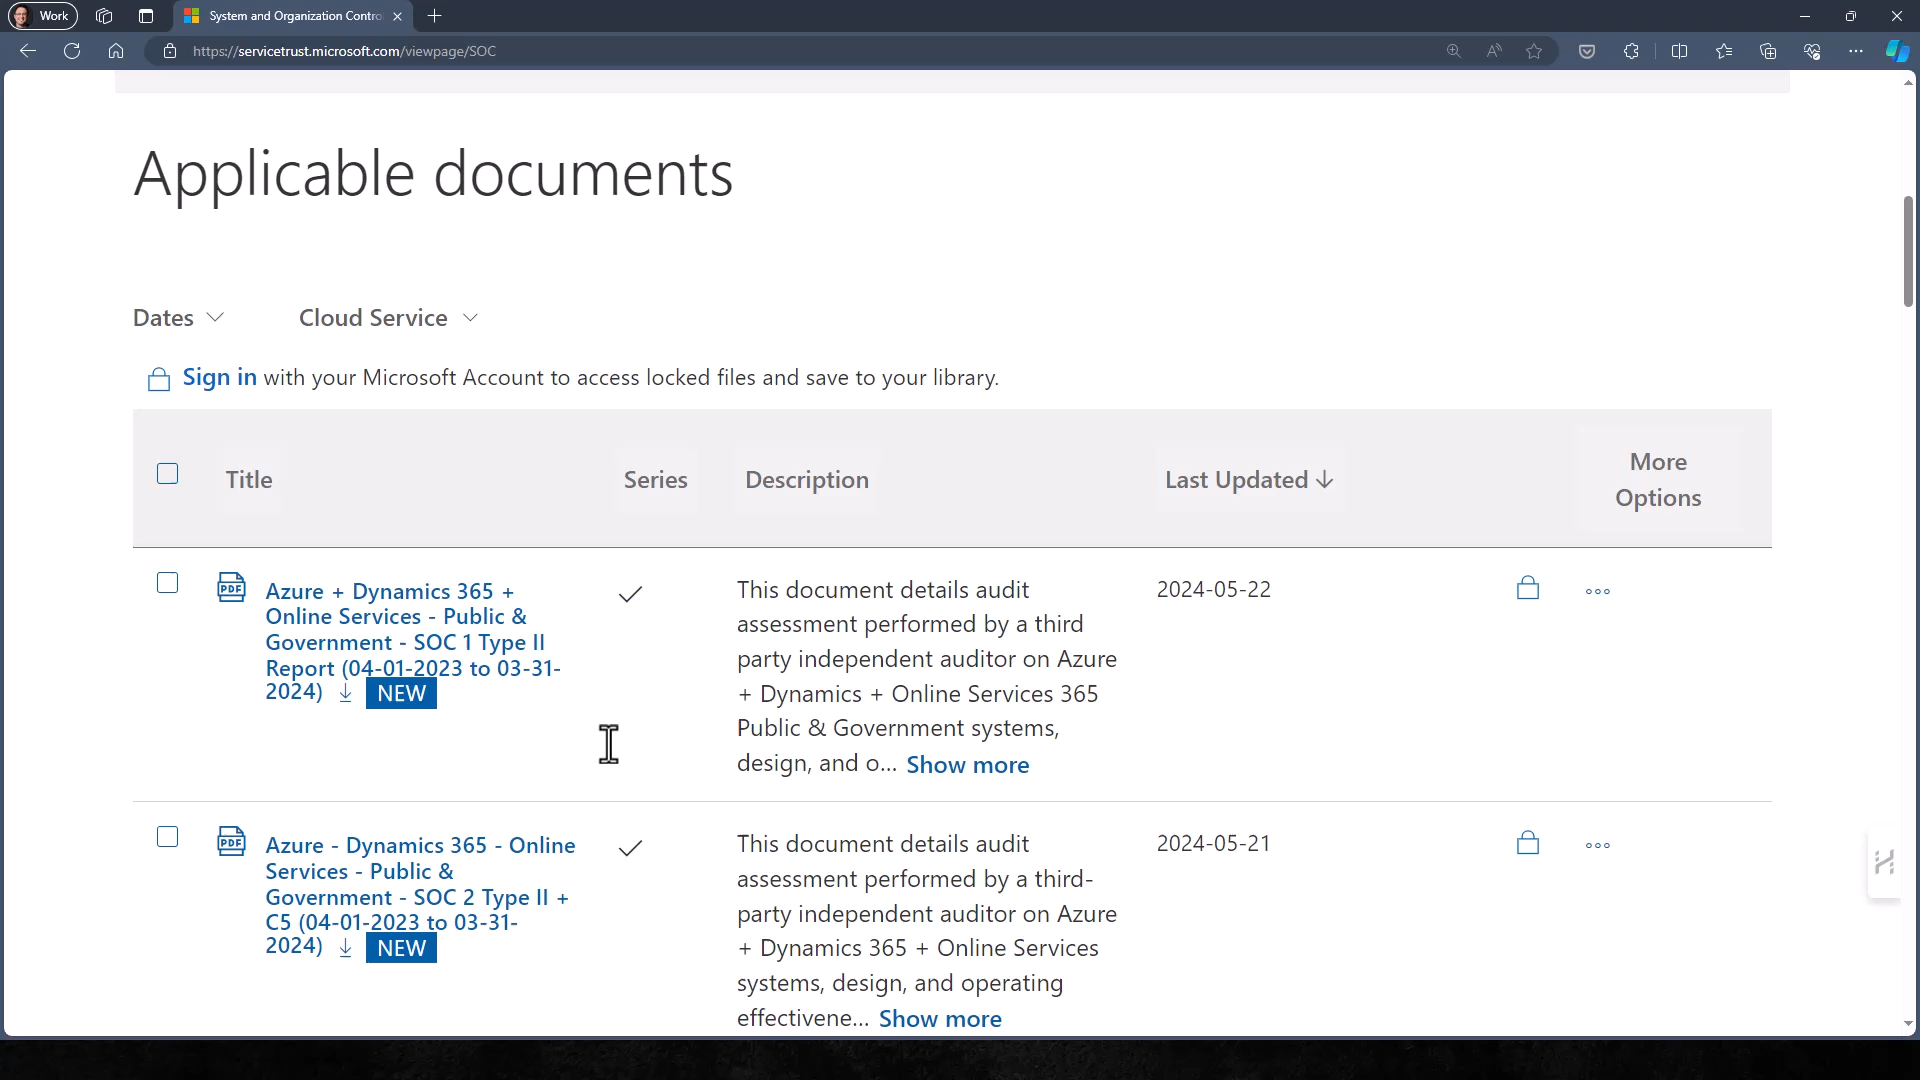 Work
System and Organization Contro
https://servicetrust.microsoft.com/viewpage/SOC
Applicable documents
Dates
Cloud Service
Sign in with your Microsoft Account to access locked files and save to your library.
Title
Series
Description
Last Updated ↓
More
Options
PDF
Azure + Dynamics 365 +
Online Services - Public &
Government - SOC 1 Type II
Report (04-01-2023 to 03-31-
2024)
NEW
This document details audit
assessment performed by a third
party independent auditor on Azure
+ Dynamics + Online Services 365
Public & Government systems,
design, and o... Show more
2024-05-22
PDF
Azure - Dynamics 365 - Online
Services - Public &
Government - SOC 2 Type II +
C5 (04-01-2023 to 03-31-
2024)
NEW
This document details audit
assessment performed by a third-
party independent auditor on Azure
+ Dynamics 365 + Online Services
systems, design, and operating
effectivene... Show more
2024-05-21